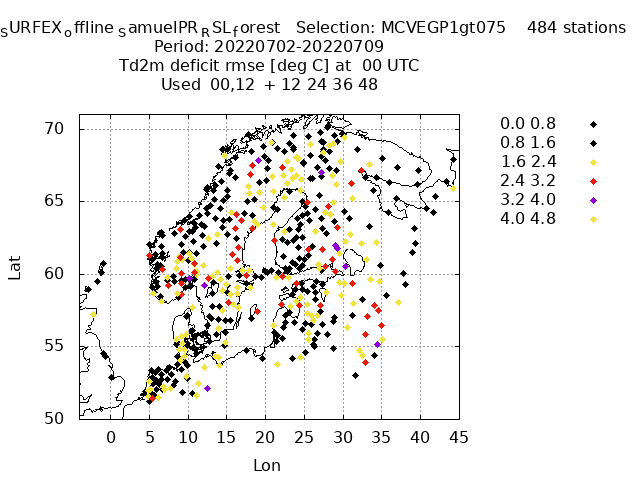 SURFEXoffline SamuelPRRSLforest Selection: MCVEGP1gt075 484 stations
Period: 20220702-20220709
Td2m deficit rmse [deg C] at 00 UTC
Used 00,12 + 12 24 36 48
70
65
60
55
50
0 5 10 15 20 25 30 35 40 45
Lat
Lon
0.0 0.8
0.8 1.6
1.6 2.4
2.4 3.2
3.2 4.0
4.0 4.8